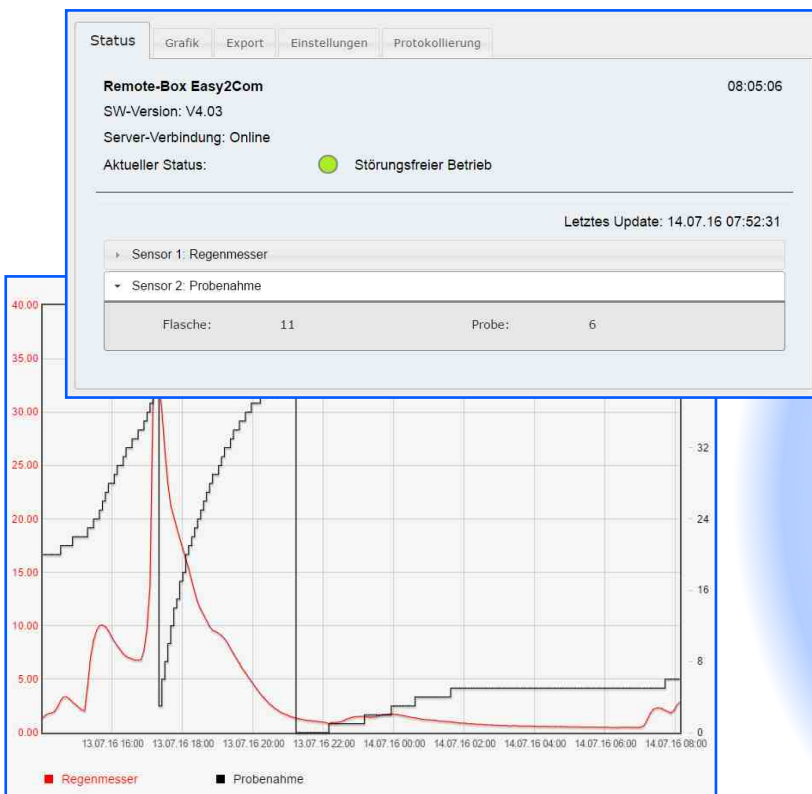 Status Grafik Export Einstellungen Protokollierung
Remote-Box Easy2Com 08:05:06
SW-Version: V4.03
Server-Verbindung: Online
Aktueller Status: Störungsfreier Betrieb
Letztes Update: 14.07.16 07:52:31
Sensor 1: Regenmesser
Sensor 2: Probenahme
Flasche: 11 Probe: 6
40.00
35.00
30.00
25.00
20.00
15.00
10.00
5.00
0.00
32
24
16
8
0
13.07.16 16:00 13.07.16 18:00 13.07.16 20:00 13.07.16 22:00 14.07.16 00:00 14.07.16 02:00 14.07.16 04:00 14.07.16 06:00 14.07.16 08:00
Regenmesser Probenahme